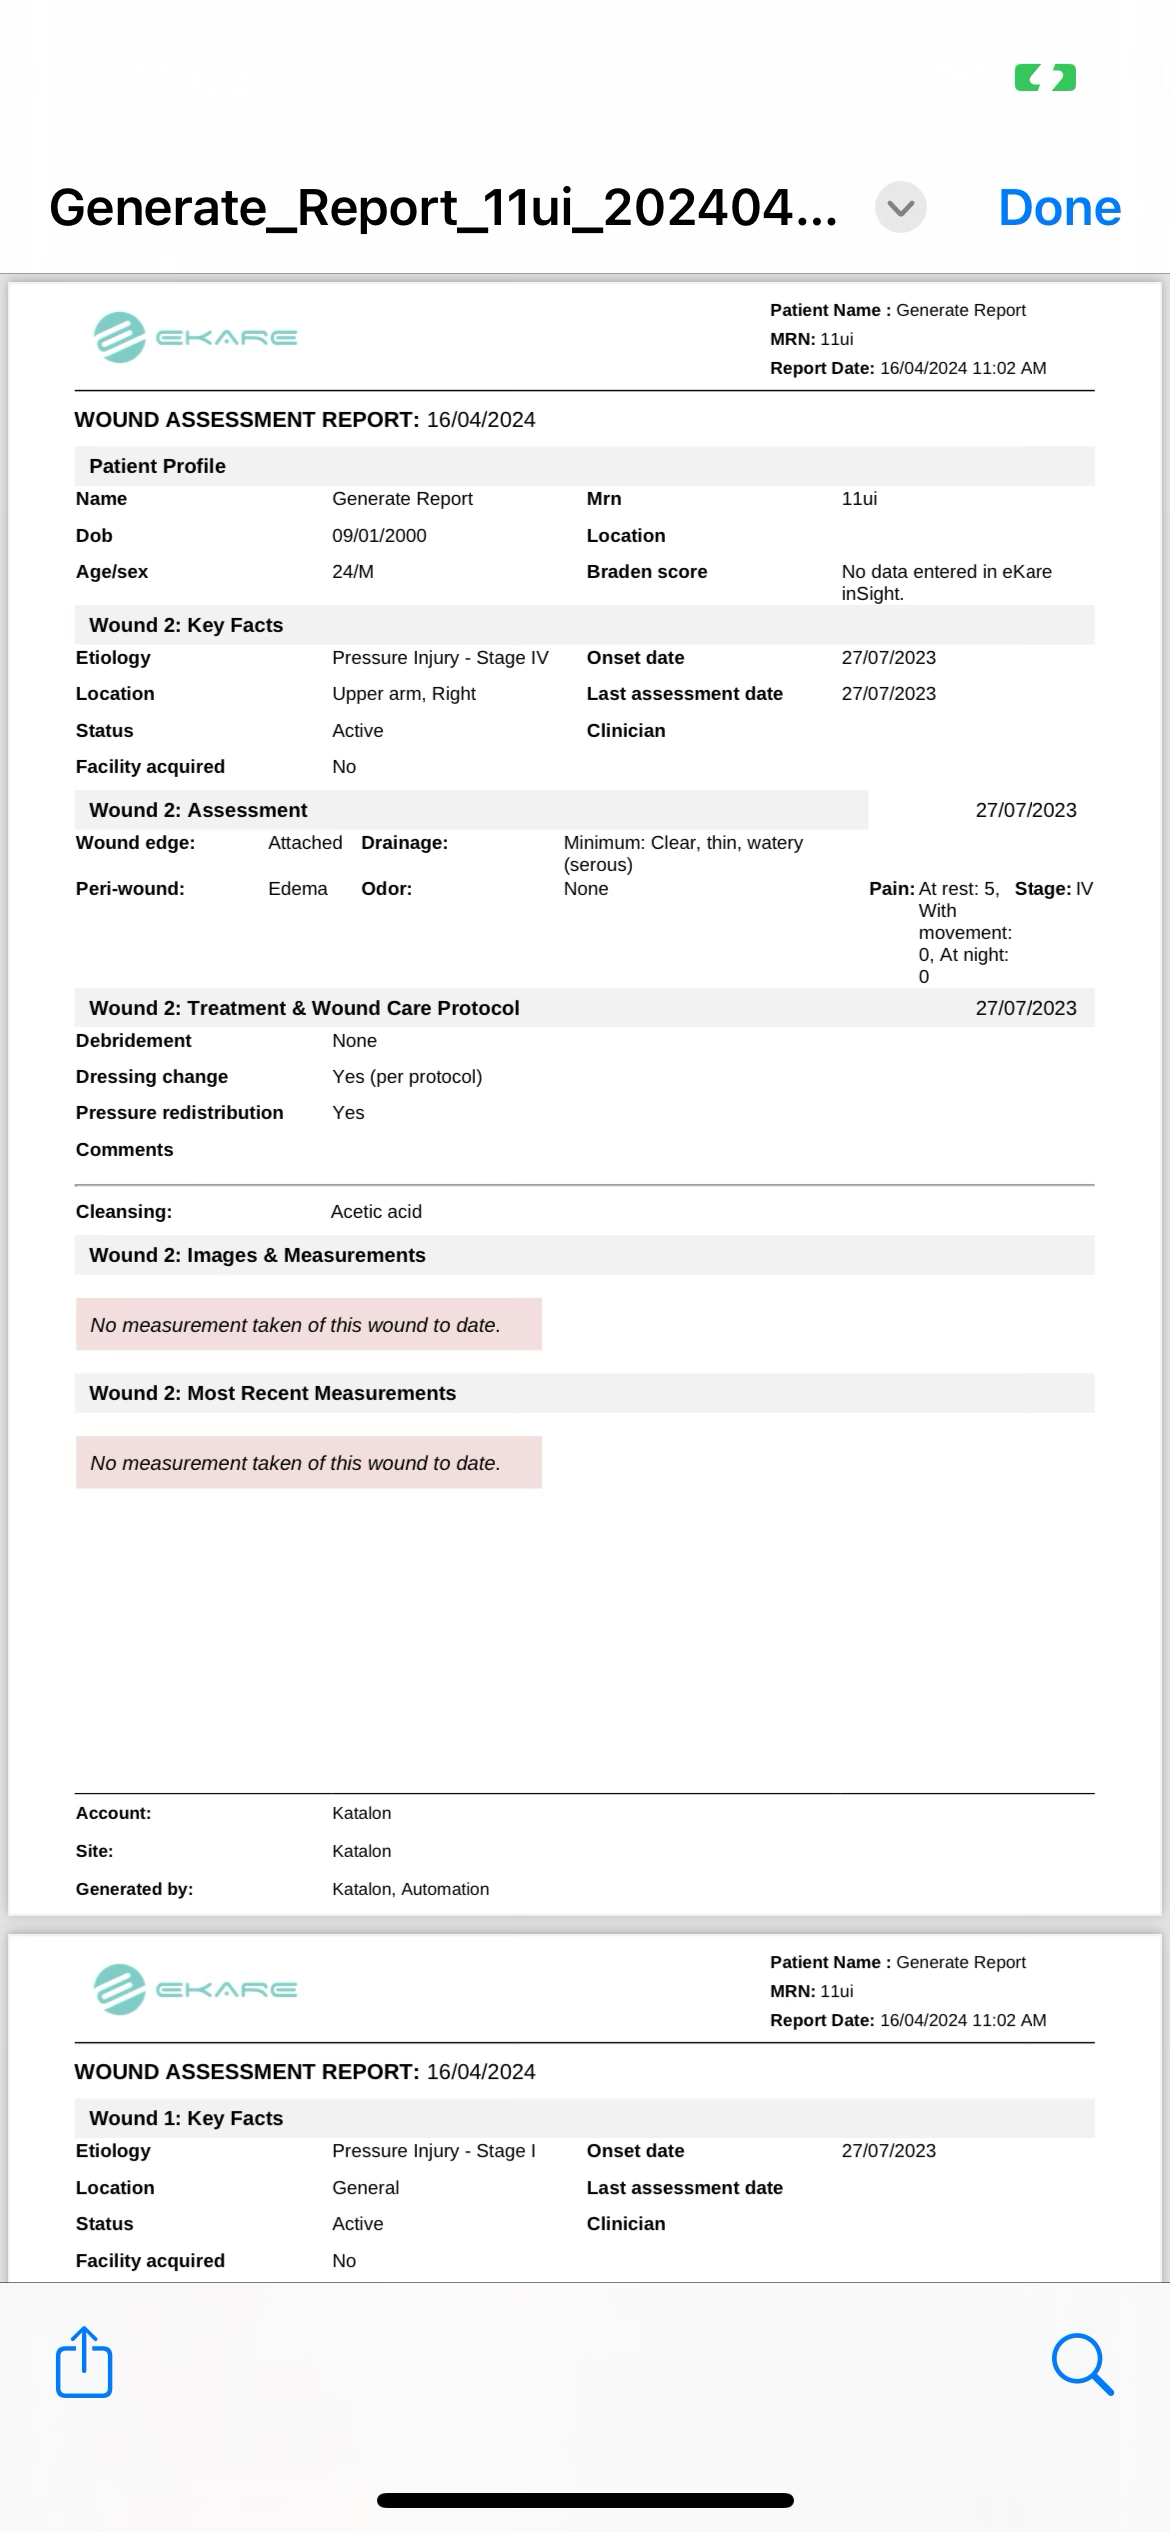 Generate_Report_11ui_202404... Done
EKARE
Patient Name : Generate Report
MRN: 11ui
Report Date: 16/04/2024 11:02 AM
WOUND ASSESSMENT REPORT: 16/04/2024
Patient Profile
Name Generate Report Mrn 11ui
Dob 09/01/2000 Location
Age/sex 24/M Braden score No data entered in eKare
inSight.
Wound 2: Key Facts
Etiology Pressure Injury - Stage IV Onset date 27/07/2023
Location Upper arm, Right Last assessment date 27/07/2023
Status Active Clinician
Facility acquired No
Wound 2: Assessment 27/07/2023
Wound edge: Attached Drainage: Minimum: Clear, thin, watery
(serous)
Peri-wound: Edema Odor: None Pain: At rest: 5, Stage: IV
With
movement:
0, At night:
0
Wound 2: Treatment & Wound Care Protocol 27/07/2023
Debridement None
Dressing change Yes (per protocol)
Pressure redistribution Yes
Comments
Cleansing: Acetic acid
Wound 2: Images & Measurements
No measurement taken of this wound to date.
Wound 2: Most Recent Measurements
No measurement taken of this wound to date.
Account: Katalon
Site: Katalon
Generated by: Katalon, Automation
EKARE
Patient Name : Generate Report
MRN: 11ui
Report Date: 16/04/2024 11:02 AM
WOUND ASSESSMENT REPORT: 16/04/2024
Wound 1: Key Facts
Etiology Pressure Injury - Stage I Onset date 27/07/2023
Location General Last assessment date
Status Active Clinician
Facility acquired No